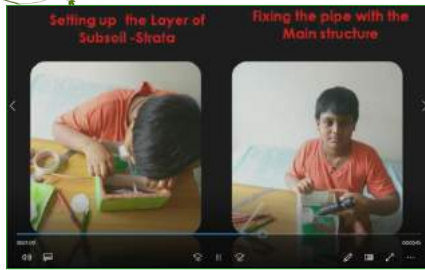 Setting up the Layer of
Subsoil -Strata
Fixing the pipe with the
Main structure